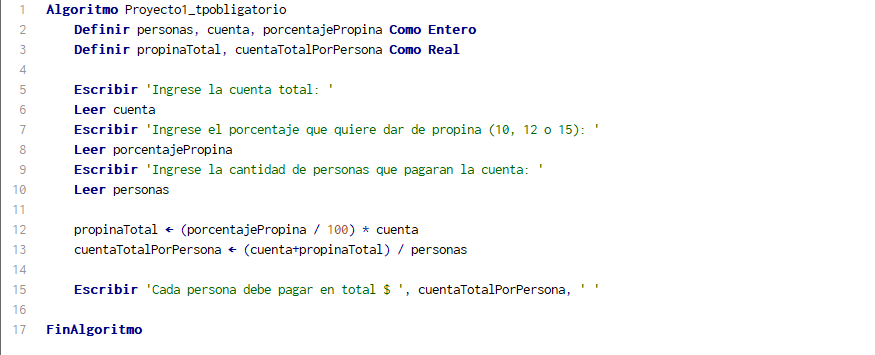 1 Algoritmo Proyecto1_tpobligatorio
2 Definir personas, cuenta, porcentajePropina Como Entero
3 Definir propinaTotal, cuentaTotalPorPersona Como Real
4
5 Escribir 'Ingrese la cuenta total: '
6 Leer cuenta
7 Escribir 'Ingrese el porcentaje que quiere dar de propina (10, 12 o 15): '
8 Leer porcentajePropina
9 Escribir 'Ingrese la cantidad de personas que pagaran la cuenta: '
10 Leer personas
11
12 propinaTotal ← (porcentajePropina / 100) * cuenta
13 cuentaTotalPorPersona ← (cuenta+propinaTotal) / personas
14
15 Escribir 'Cada persona debe pagar en total $ ', cuentaTotalPorPersona, ' '
16
17 FinAlgoritmo